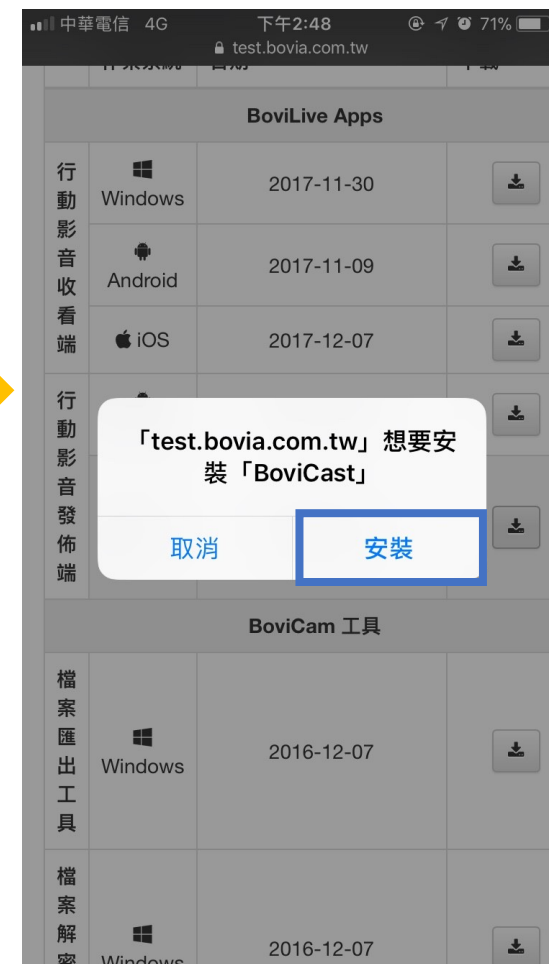 中華電信 4G 下午2:48 71%
test.bovia.com.tw
BoviLive Apps
行動影音收看端
Windows 2017-11-30
Android 2017-11-09
iOS 2017-12-07
行動影音發佈端
「test.bovia.com.tw」想要安
裝「BoviCast」
取消 安裝
BoviCam 工具
檔案匯出工具
Windows 2016-12-07
檔案解密
Windows 2016-12-07